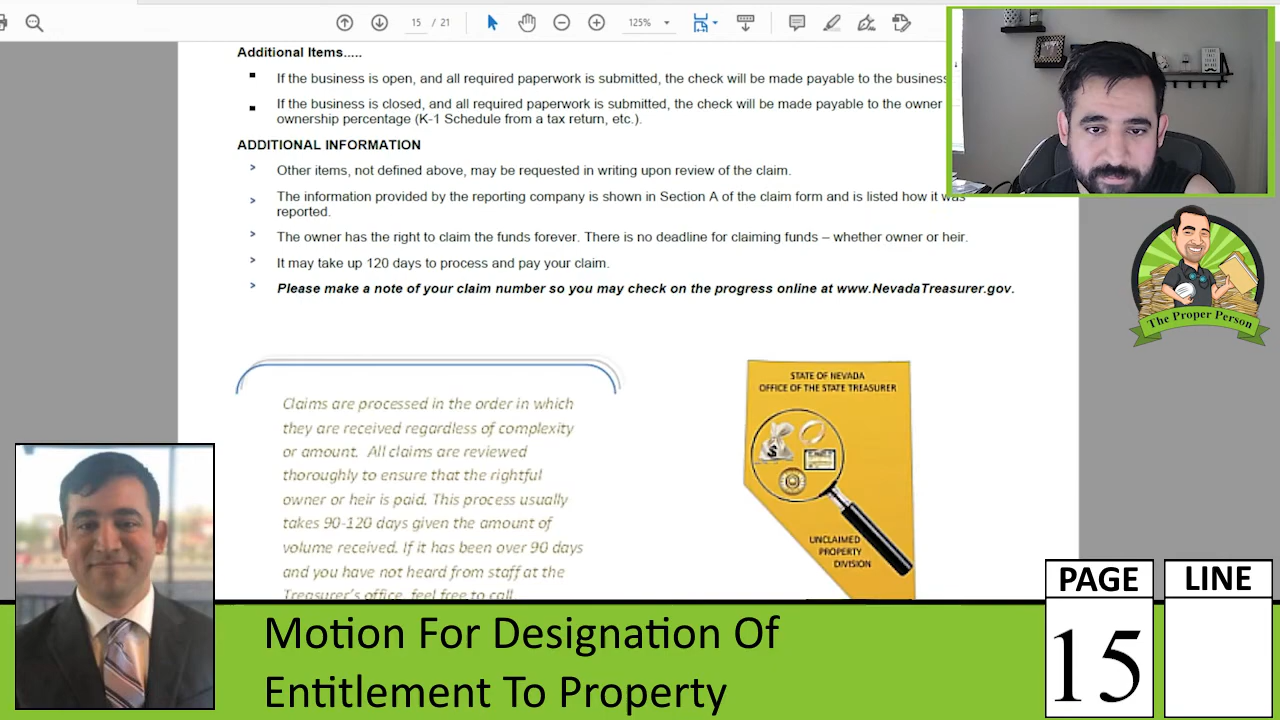 15 / 21
125%
Additional Items.....
If the business is open, and all required paperwork is submitted, the check will be made payable to the business
If the business is closed, and all required paperwork is submitted, the check will be made payable to the owner
ownership percentage (K-1 Schedule from a tax return, etc.).
ADDITIONAL INFORMATION
Other items, not defined above, may be requested in writing upon review of the claim.
The information provided by the reporting company is shown in Section A of the claim form and is listed how it was
reported.
The owner has the right to claim the funds forever. There is no deadline for claiming funds – whether owner or heir.
It may take up 120 days to process and pay your claim.
Please make a note of your claim number so you may check on the progress online at www.NevadaTreasurer.gov.
The Proper Person
Claims are processed in the order in which
they are received regardless of complexity
or amount. All claims are reviewed
thoroughly to ensure that the rightful
owner or heir is paid. This process usually
takes 90-120 days given the amount of
volume received. If it has been over 90 days
and you have not heard from staff at the
Treasurer's office, feel free to call
STATE OF NEVADA
OFFICE OF THE STATE TREASURER
$
UNCLAIMED
PROPERTY
DIVISION
Motion For Designation Of
Entitlement To Property
PAGE
15
LINE